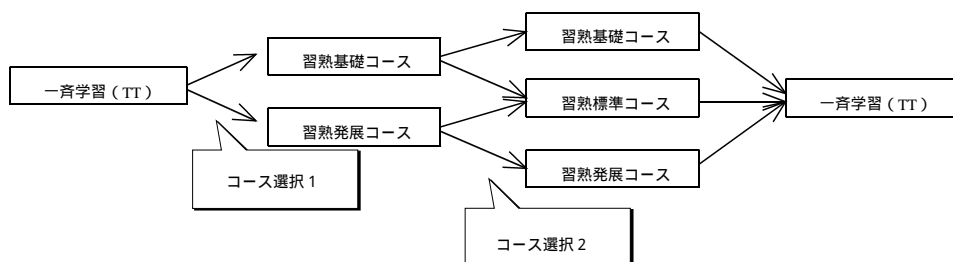 一斉学習（TT）
習熟基礎コース
習熟発展コース
コース選択１
習熟基礎コース
習熟標準コース
習熟発展コース
コース選択２
一斉学習（TT）